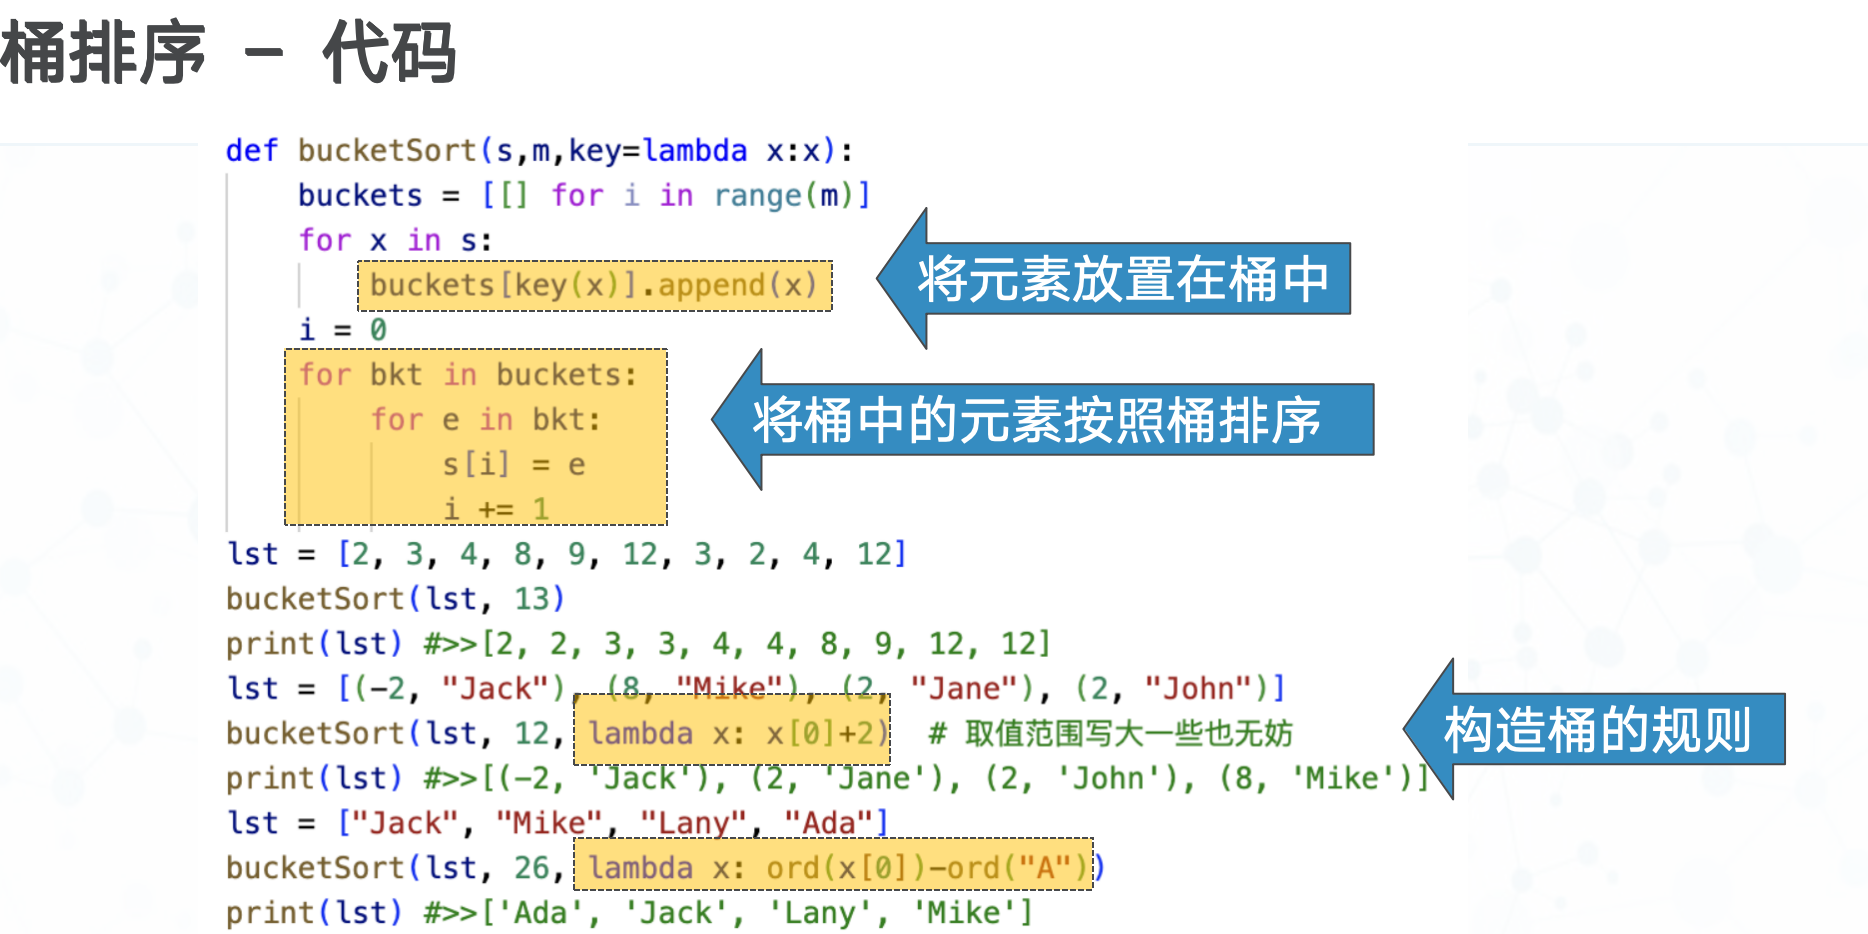 桶排序 - 代码
def bucketSort(s,m,key=lambda x:x):
buckets = [[] for i in range(m)]
for x in s:
buckets[key(x)].append(x)
将元素放置在桶中
i = 0
for bkt in buckets:
for e in bkt:
将桶中的元素按照桶排序
s[i] = e
i += 1
lst = [2, 3, 4, 8, 9, 12, 3, 2, 4, 12]
bucketSort(lst, 13)
print(lst) #>>[2, 2, 3, 3, 4, 4, 8, 9, 12, 12]
lst = [(-2, "Jack"), (8, "Mike"), (2, "Jane"), (2, "John")]
bucketSort(lst, 12, lambda x: x[0]+2) # 取值范围写大一些也无妨
构造桶的规则
print(lst) #>>[(-2, 'Jack'), (2, 'Jane'), (2, 'John'), (8, 'Mike')]
lst = ["Jack", "Mike", "Lany", "Ada"]
bucketSort(lst, 26, lambda x: ord(x[0])-ord("A"))
print(lst) #>>['Ada', 'Jack', 'Lany', 'Mike']